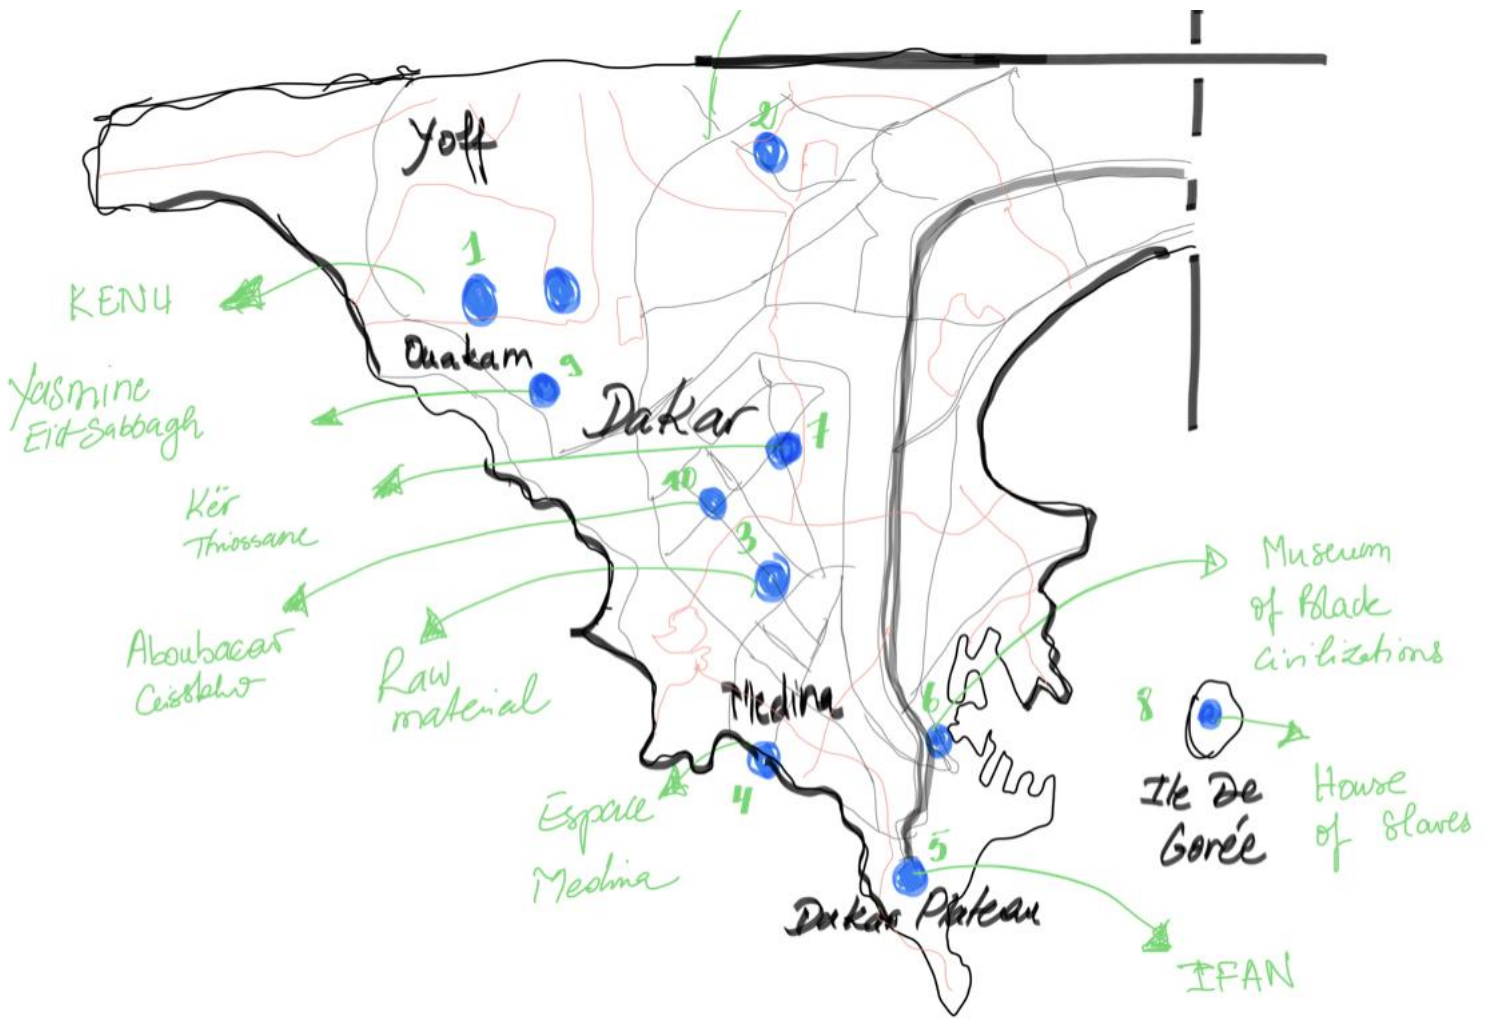 2
Yoff
1
KENU
Ouakam
9
Yasmine
Eid-Sabbagh
Dakar
7
10
Kër
Thiossane
3
Museum
of Black
Civilizations
Aboubacar
Raw
material
Medina
6
8
4
Espace
Medina
Ile De
Gorée
House
of Slaves
5
Dakar Plateau
IFAN